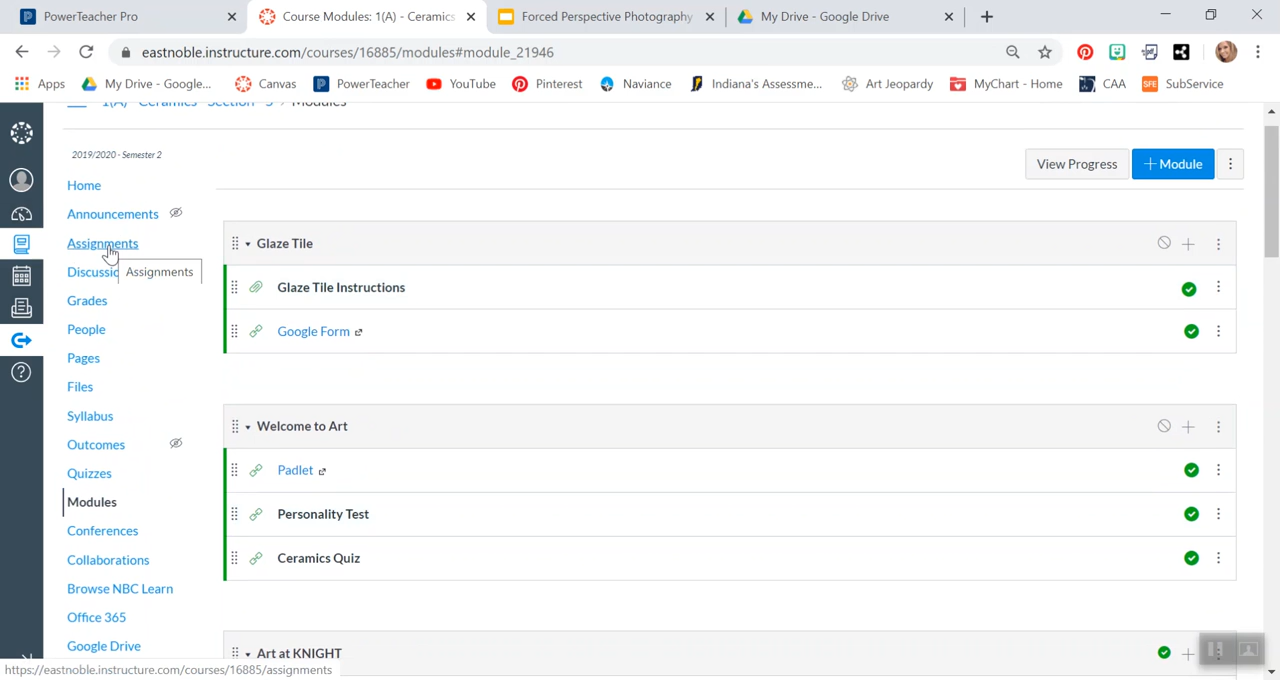 PowerTeacher Pro
Course Modules: 1(A) - Ceramics
Forced Perspective Photography
My Drive - Google Drive
eastnoble.instructure.com/courses/16885/modules#module_21946
Apps
My Drive - Google...
Canvas
PowerTeacher
YouTube
Pinterest
Naviance
Indiana's Assessme...
Art Jeopardy
MyChart - Home
CAA
SubService
1(A) - Ceramics - Section - 5 > Modules
2019/2020 - Semester 2
View Progress
+ Module
Home
Announcements
Assignments
Discussic
Assignments
Grades
People
Pages
Files
Syllabus
Outcomes
Quizzes
Modules
Conferences
Collaborations
Browse NBC Learn
Office 365
Google Drive
Glaze Tile
Glaze Tile Instructions
Google Form
Welcome to Art
Padlet
Personality Test
Ceramics Quiz
Art at KNIGHT
https://eastnoble.instructure.com/courses/16885/assignments